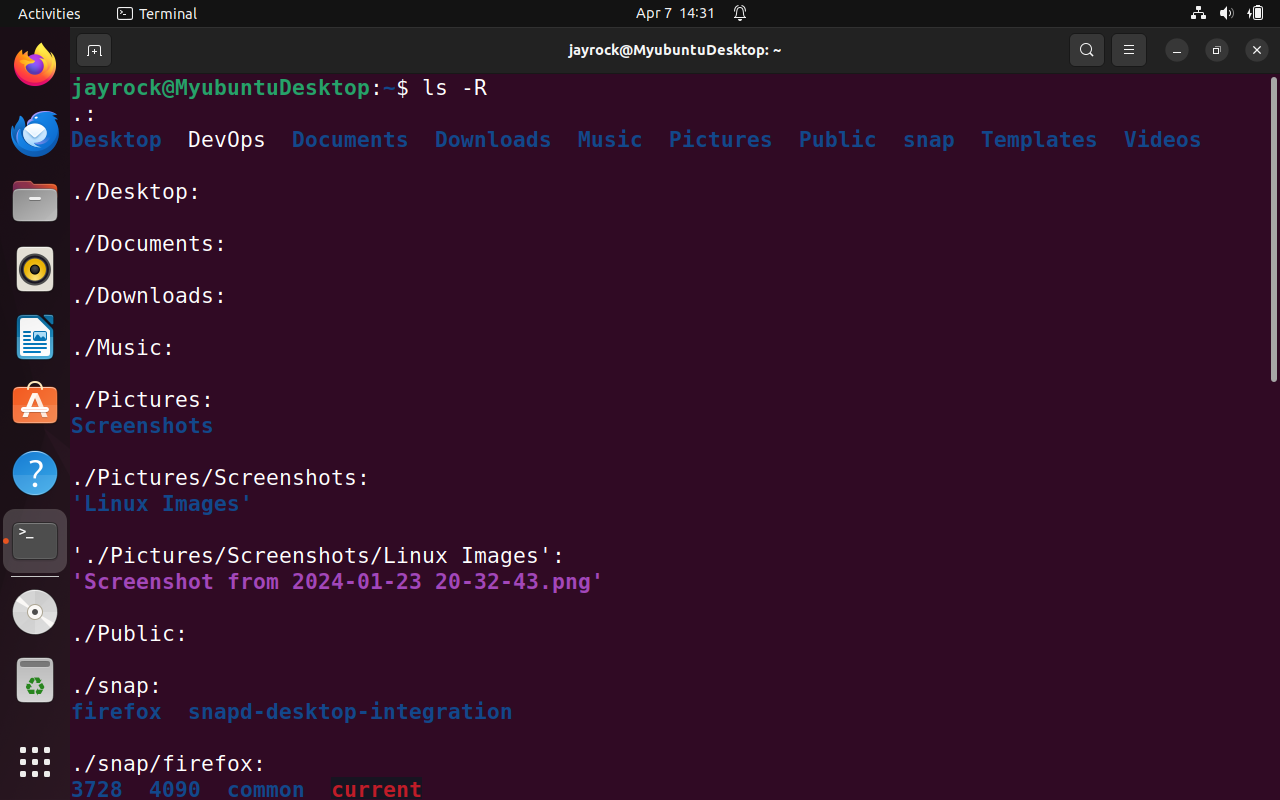 Activities Terminal Apr 7 14:31
jayrock@MyubuntuDesktop: ~
jayrock@MyubuntuDesktop:~$ ls -R
.:
Desktop DevOps Documents Downloads Music Pictures Public snap Templates Videos
./Desktop:
./Documents:
./Downloads:
./Music:
./Pictures:
Screenshots
./Pictures/Screenshots:
'Linux Images'
'./Pictures/Screenshots/Linux Images':
'Screenshot from 2024-01-23 20-32-43.png'
./Public:
./snap:
firefox snapd-desktop-integration
./snap/firefox:
3728 4090 common current